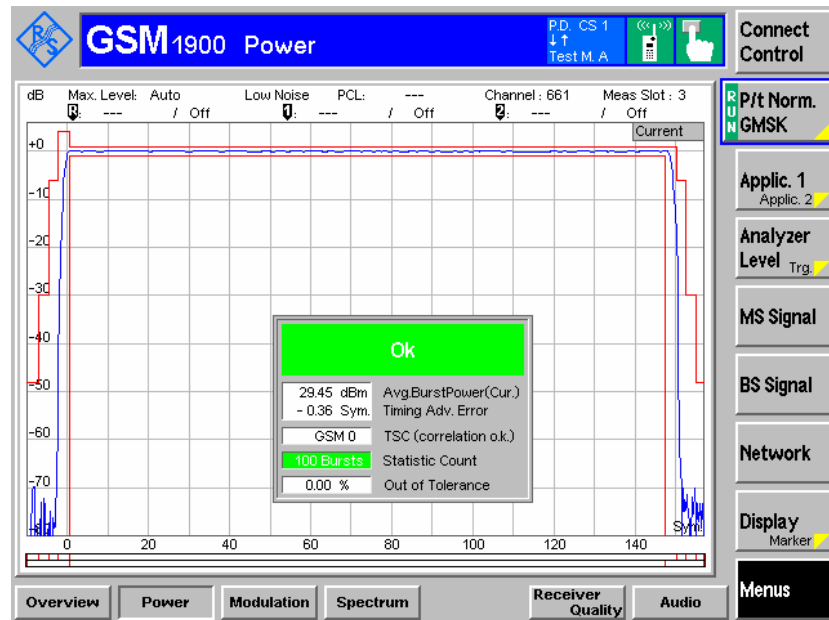 R&S
GSM 1900 Power
P.D. CS 1
Test M. A
Connect
Control
dB Max. Level: Auto Low Noise PCL: --- Channel : 661 Meas Slot : 3
R: --- / Off 1: --- / Off 2: --- / Off
Current
RUN
P/t Norm.
GMSK
Applic. 1
Applic. 2
Analyzer
Level Trg.
MS Signal
BS Signal
Network
Display
Marker
Menus
+0
-10
-20
-30
-40
-50
-60
-70
Ok
29.45 dBm Avg.BurstPower(Cur.)
- 0.36 Sym. Timing Adv. Error
GSM 0 TSC (correlation o.k.)
100 Bursts Statistic Count
0.00 % Out of Tolerance
Sym.
0 20 40 60 80 100 120 140
Overview Power Modulation Spectrum Receiver Quality Audio